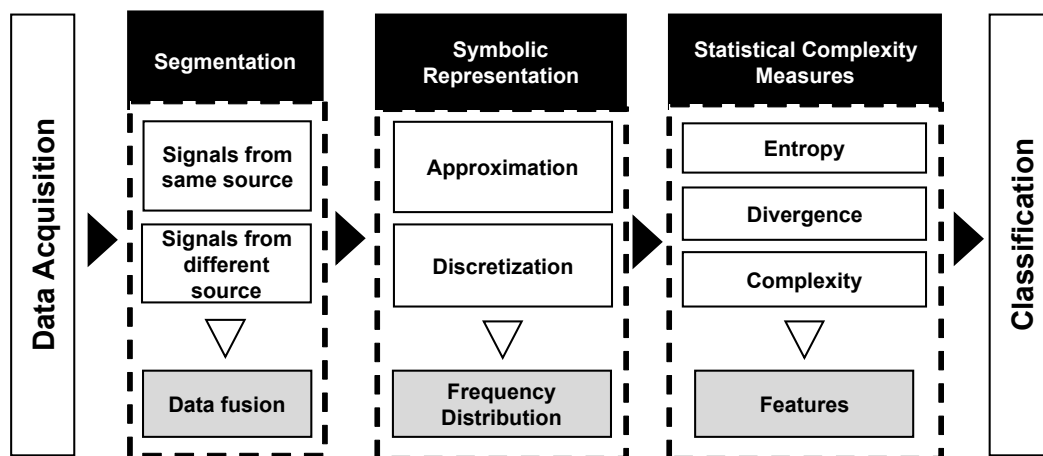 Data Acquisition
Segmentation
Signals from
same source
Signals from
different
source
Data fusion
Symbolic
Representation
Approximation
Discretization
Frequency
Distribution
Statistical Complexity
Measures
Entropy
Divergence
Complexity
Features
Classification